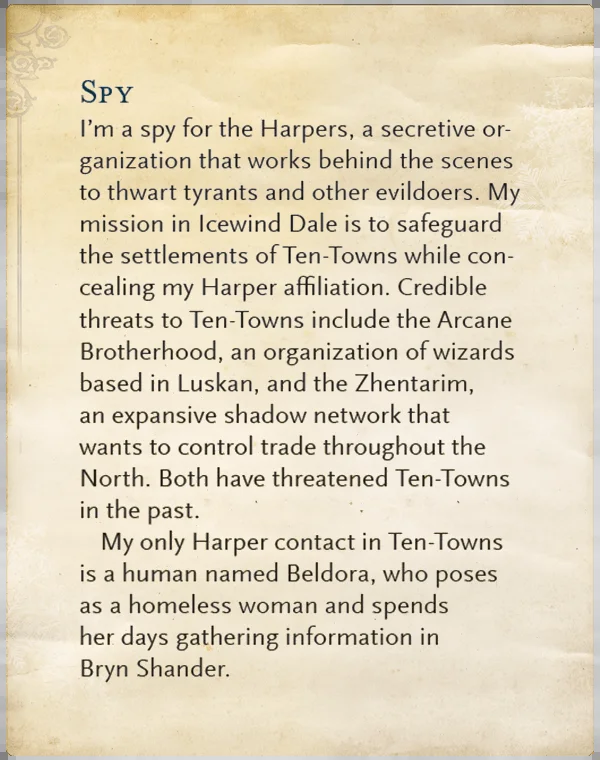 Spy
I'm a spy for the Harpers, a secretive or-
ganization that works behind the scenes
to thwart tyrants and other evildoers. My
mission in Icewind Dale is to safeguard
the settlements of Ten-Towns while con-
cealing my Harper affiliation. Credible
threats to Ten-Towns include the Arcane
Brotherhood, an organization of wizards
based in Luskan, and the Zhentarim,
an expansive shadow network that
wants to control trade throughout the
North. Both have threatened Ten-Towns
in the past.
My only Harper contact in Ten-Towns
is a human named Beldora, who poses
as a homeless woman and spends
her days gathering information in
Bryn Shander.